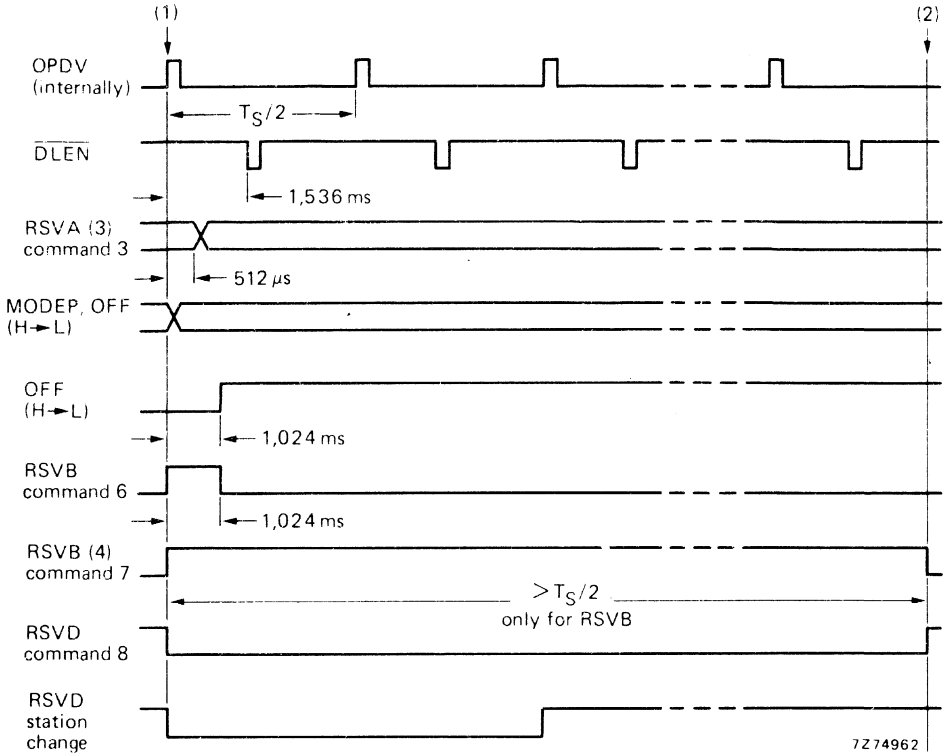 (1)
(2)
OPDV
(internally)
TS/2
DLEN
1,536 ms
RSVA (3)
command 3
512 μs
MODEP, OFF
(H→L)
OFF
(H→L)
1,024 ms
RSVB
command 6
1,024 ms
RSVB (4)
command 7
>TS/2
only for RSVB
RSVD
command 8
RSVD
station
change
7Z74962